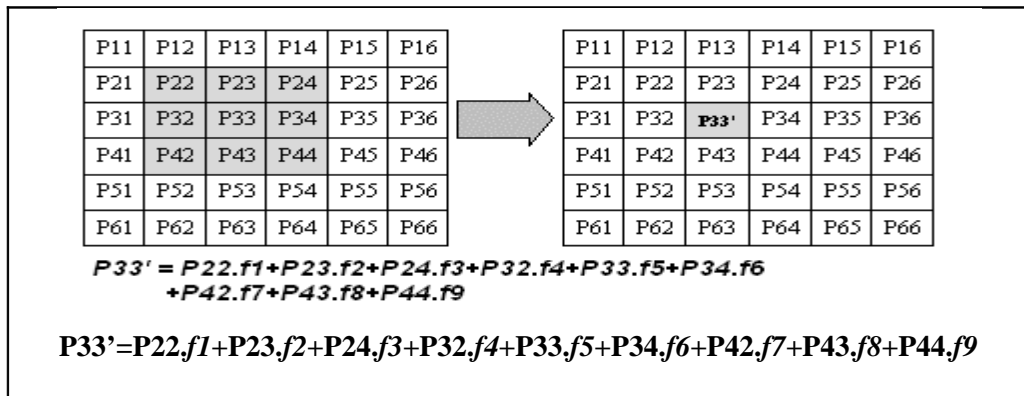 P11 P12 P13 P14 P15 P16
P21 P22 P23 P24 P25 P26
P31 P32 P33 P34 P35 P36
P41 P42 P43 P44 P45 P46
P51 P52 P53 P54 P55 P56
P61 P62 P63 P64 P65 P66
P11 P12 P13 P14 P15 P16
P21 P22 P23 P24 P25 P26
P31 P32 P33' P34 P35 P36
P41 P42 P43 P44 P45 P46
P51 P52 P53 P54 P55 P56
P61 P62 P63 P64 P65 P66
P33' = P22.f1+P23.f2+P24.f3+P32.f4+P33.f5+P34.f6
+P42.f7+P43.f8+P44.f9
P33’=P22.f1+P23.f2+P24.f3+P32.f4+P33.f5+P34.f6+P42.f7+P43.f8+P44.f9